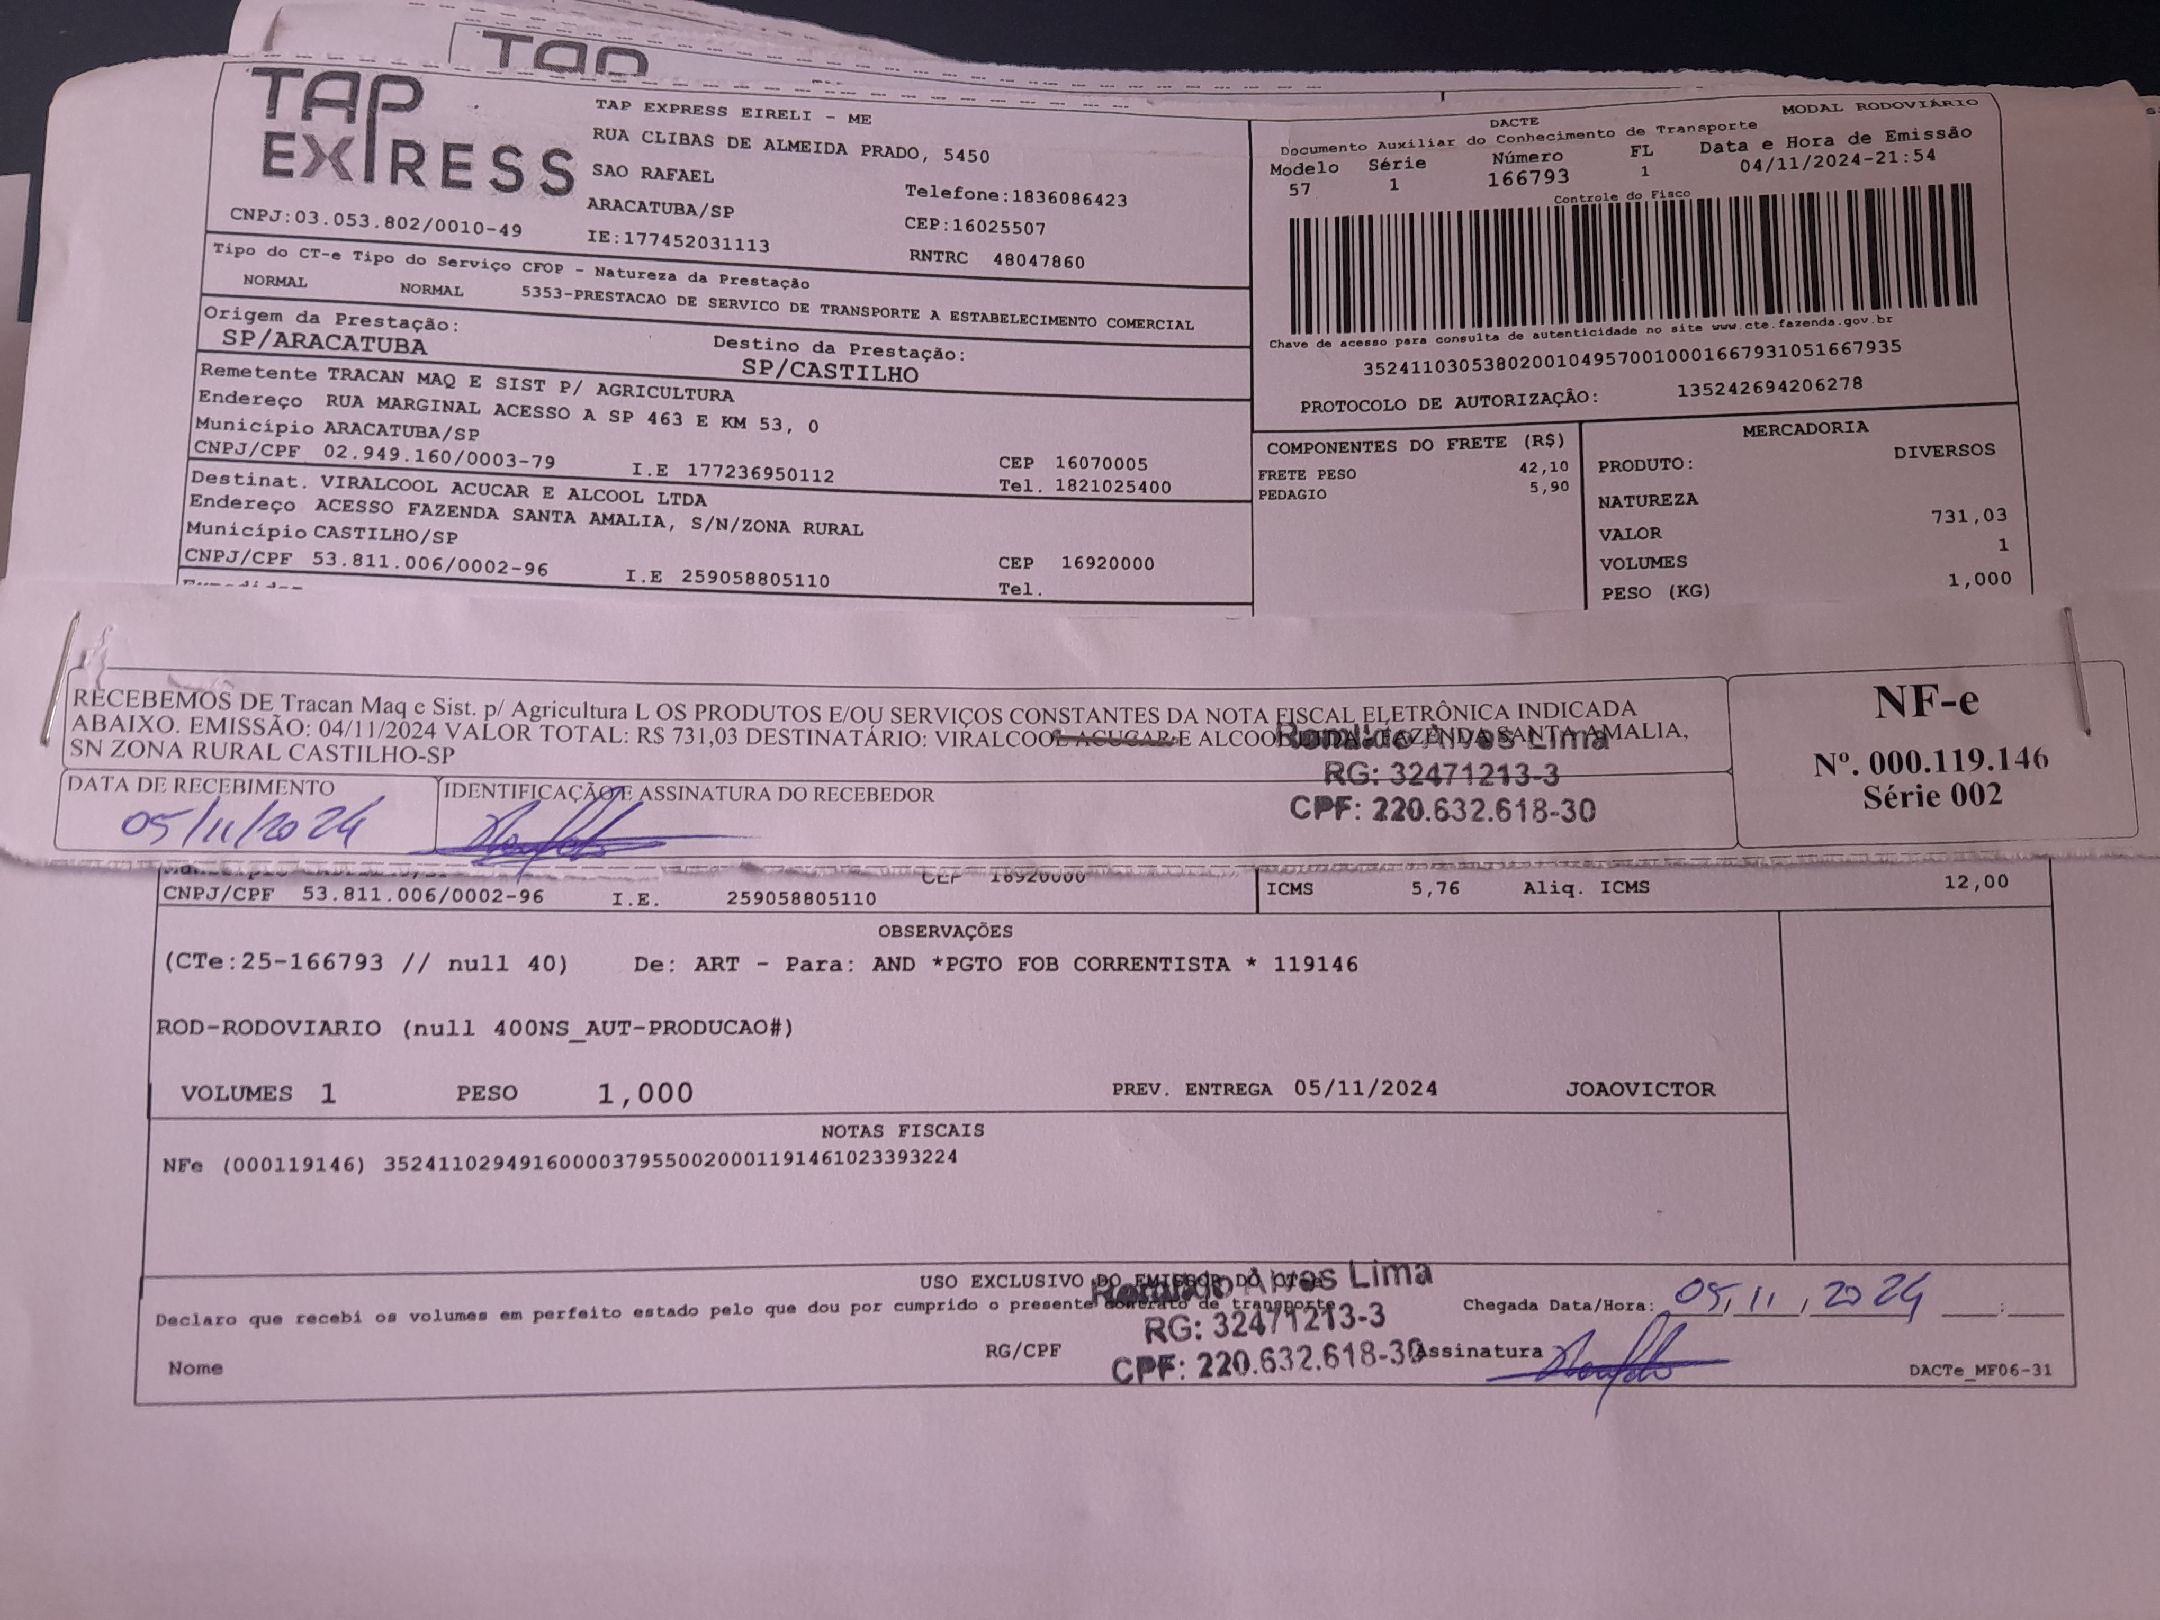 TAP
TAP EXPRESS
TAP EXPRESS EIRELI - ME
RUA CLIBAS DE ALMEIDA PRADO, 5450
SAO RAFAEL
Telefone:1836086423
ARACATUBA/SP
CEP:16025507
CNPJ:03.053.802/0010-49
IE:177452031113
RNTRC 48047860
DACTE
MODAL RODOVIÁRIO
Documento Auxiliar do Conhecimento de Transporte
Modelo Série Número FL Data e Hora de Emissão
57 1 166793 1 04/11/2024-21:54
Controle do Fisco
Chave de acesso para consulta de autenticidade no site www.cte.fazenda.gov.br
35241103053802001049570010001667931051667935
PROTOCOLO DE AUTORIZAÇÃO: 135242694206278
Tipo do CT-e Tipo do Serviço CFOP - Natureza da Prestação
NORMAL NORMAL 5353-PRESTACAO DE SERVICO DE TRANSPORTE A ESTABELECIMENTO COMERCIAL
Origem da Prestação: Destino da Prestação:
SP/ARACATUBA SP/CASTILHO
Remetente TRACAN MAQ E SIST P/ AGRICULTURA
Endereço RUA MARGINAL ACESSO A SP 463 E KM 53, 0
Município ARACATUBA/SP CEP 16070005
CNPJ/CPF 02.949.160/0003-79 I.E 177236950112 Tel. 1821025400
Destinat. VIRALCOOL ACUCAR E ALCOOL LTDA
Endereço ACESSO FAZENDA SANTA AMALIA, S/N/ZONA RURAL
Município CASTILHO/SP CEP 16920000
CNPJ/CPF 53.811.006/0002-96 I.E 259058805110 Tel.
COMPONENTES DO FRETE (R$)
FRETE PESO 42,10
PEDAGIO 5,90
MERCADORIA
PRODUTO: DIVERSOS
NATUREZA
VALOR 731,03
VOLUMES 1
PESO (KG) 1,000
RECEBEMOS DE Tracan Maq e Sist. p/ Agricultura L OS PRODUTOS E/OU SERVIÇOS CONSTANTES DA NOTA FISCAL ELETRÔNICA INDICADA
ABAIXO. EMISSÃO: 04/11/2024 VALOR TOTAL: R$ 731,03 DESTINATÁRIO: VIRALCOOL ACUCAR E ALCOOL FAZENDA SANTA AMALIA,
SN ZONA RURAL CASTILHO-SP
Ronaldo Alves Lima
RG: 32471213-3
CPF: 220.632.618-30
DATA DE RECEBIMENTO
05/11/2024
IDENTIFICAÇÃO E ASSINATURA DO RECEBEDOR
NF-e
Nº. 000.119.146
Série 002
CEP 16920000
CNPJ/CPF 53.811.006/0002-96 I.E. 259058805110
ICMS 5,76 Aliq. ICMS 12,00
OBSERVAÇÕES
(CTe:25-166793 // null 40) De: ART - Para: AND *PGTO FOB CORRENTISTA * 119146
ROD-RODOVIARIO (null 400NS_AUT-PRODUCAO#)
VOLUMES 1 PESO 1,000 PREV. ENTREGA 05/11/2024 JOAOVICTOR
NOTAS FISCAIS
NFe (000119146) 35241102949160000379550020001191461023393224
USO EXCLUSIVO DO EMISSOR DO CT-e
Declaro que recebi os volumes em perfeito estado pelo que dou por cumprido o presente contrato de transporte
Ronaldo Alves Lima
RG: 32471213-3
CPF: 220.632.618-30
Chegada Data/Hora: 05/11/2024
Nome RG/CPF Assinatura
DACTe_MF06-31